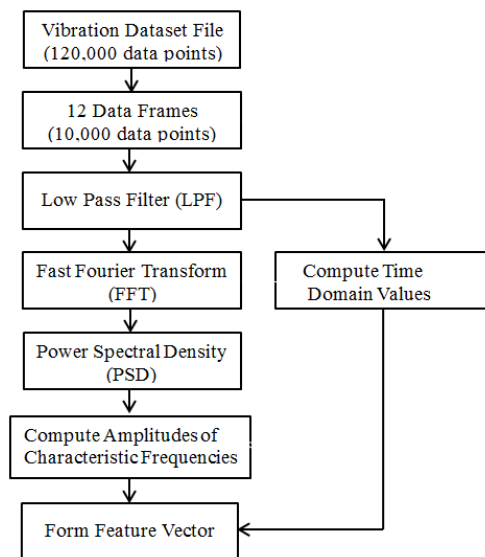 Vibration Dataset File
(120,000 data points)
12 Data Frames
(10,000 data points)
Low Pass Filter (LPF)
Fast Fourier Transform
(FFT)
Compute Time
Domain Values
Power Spectral Density
(PSD)
Compute Amplitudes of
Characteristic Frequencies
Form Feature Vector